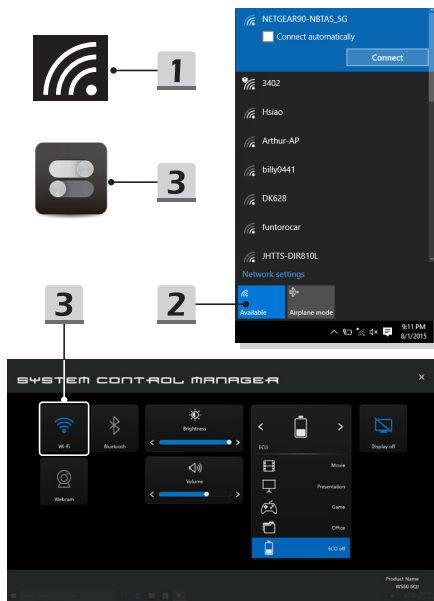 NETGEAR90-NBTAS_5G
Connect automatically
Connect
1
3402
Hsiao
Arthur-AP
3
billy0441
DK628
funtorocar
JHTTS-DIR810L
Network settings
3
2
Available
Airplane mode
9:11 PM
8/1/2015
SYSTEM CONTROL MANAGER
Wi-Fi
Bluetooth
Brightness
ECO
Display off
Webcam
Volume
Movie
Presentation
Game
Office
ECO off
Product Name
WS60 6QJ